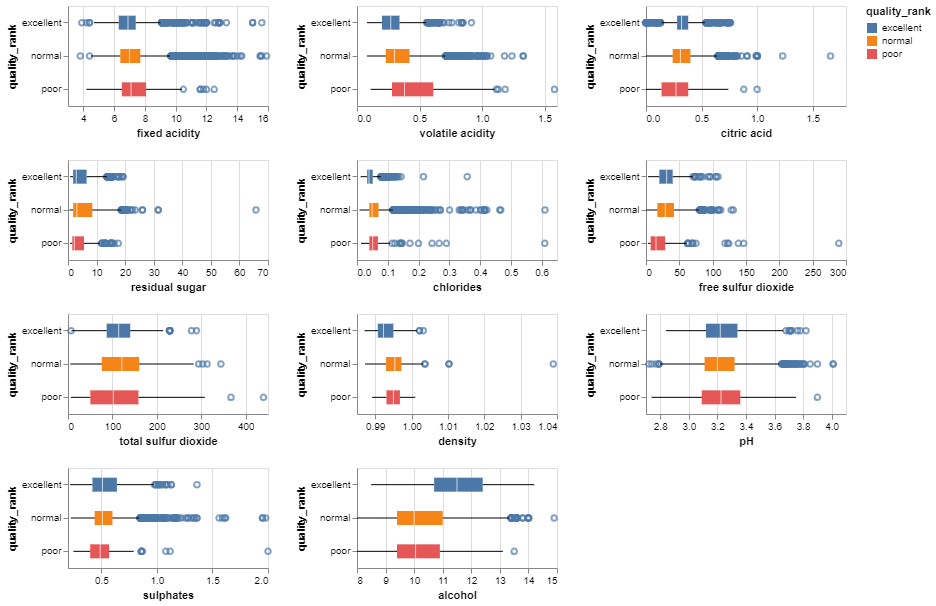 quality_rank
excellent
normal
poor
4 6 8 10 12 14 16
fixed acidity
quality_rank
excellent
normal
poor
0.0 0.5 1.0 1.5
volatile acidity
quality_rank
excellent
normal
poor
0.0 0.5 1.0 1.5
citric acid
quality_rank
excellent
normal
poor
quality_rank
excellent
normal
poor
0 10 20 30 40 50 60 70
residual sugar
quality_rank
excellent
normal
poor
0.0 0.1 0.2 0.3 0.4 0.5 0.6
chlorides
quality_rank
excellent
normal
poor
0 50 100 150 200 250 300
free sulfur dioxide
quality_rank
excellent
normal
poor
0 100 200 300 400
total sulfur dioxide
quality_rank
excellent
normal
poor
0.99 1.00 1.01 1.02 1.03 1.04
density
quality_rank
excellent
normal
poor
2.8 3.0 3.2 3.4 3.6 3.8 4.0
pH
quality_rank
excellent
normal
poor
0.5 1.0 1.5 2.0
sulphates
quality_rank
excellent
normal
poor
8 9 10 11 12 13 14 15
alcohol